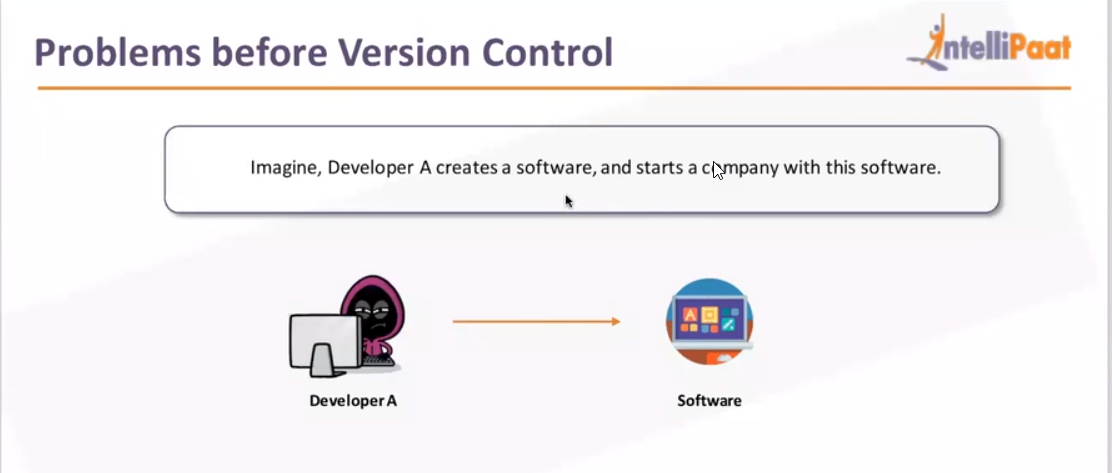 Problems before Version Control
IntelliPaat
Imagine, Developer A creates a software, and starts a company with this software.
Developer A
Software